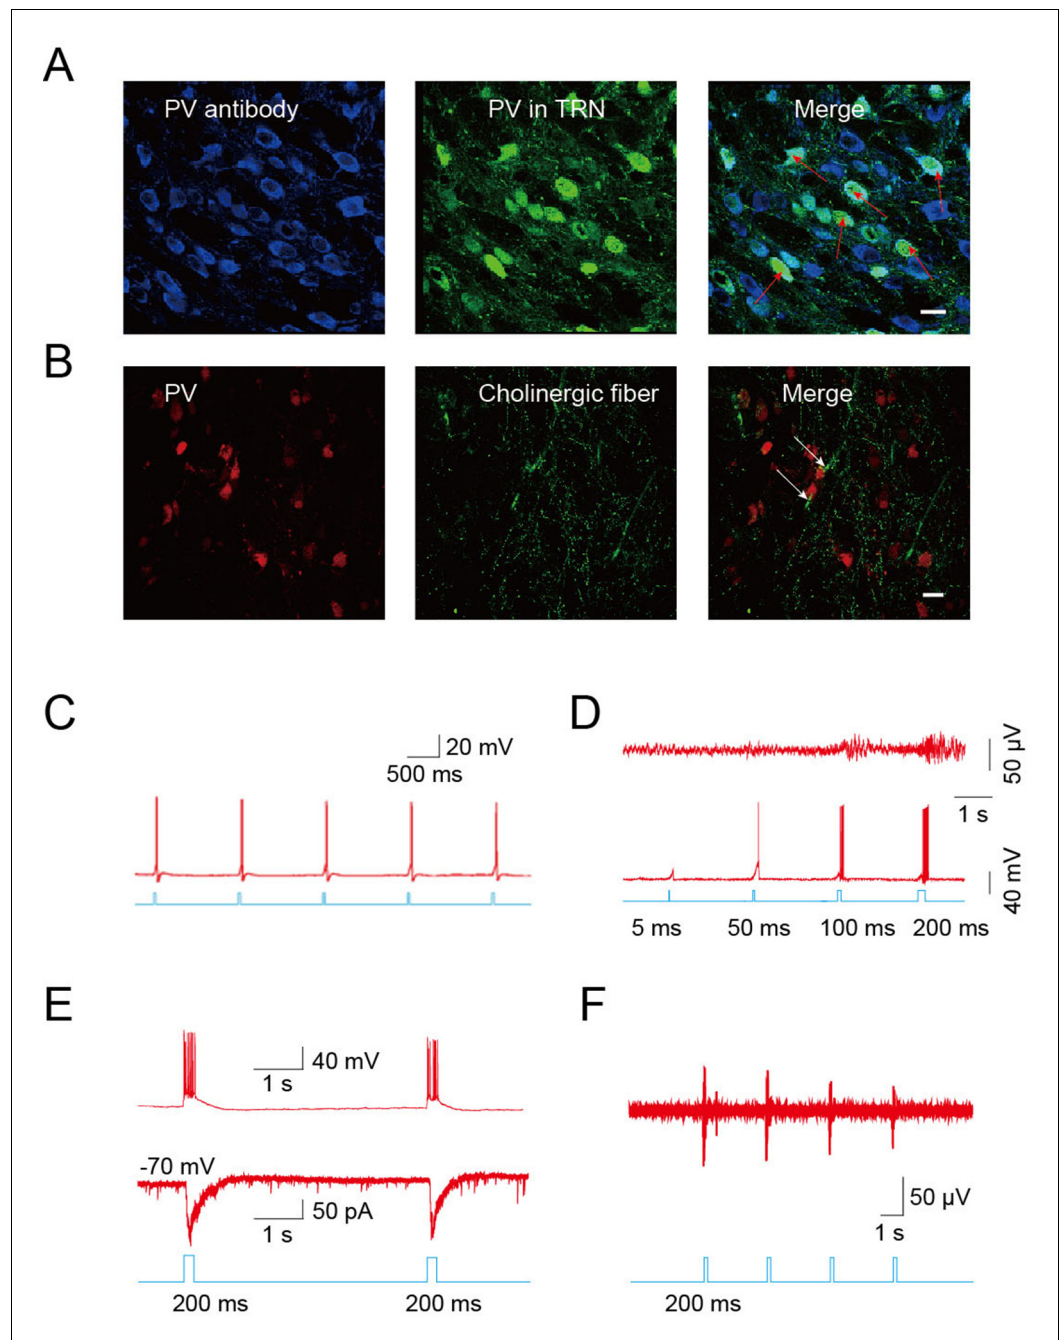 A
PV antibody
PV in TRN
Merge
B
PV
Cholinergic fiber
Merge
C
20 mV
500 ms
D
50 µV
1 s
40 mV
5 ms
50 ms
100 ms
200 ms
E
40 mV
1 s
-70 mV
50 pA
1 s
200 ms
200 ms
F
50 µV
1 s
200 ms